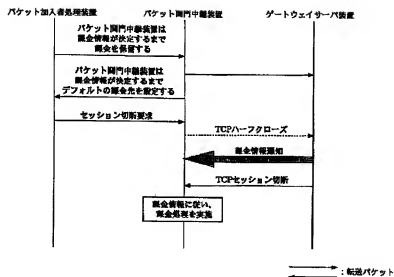 パケット加入者処理装置
パケット関門中継装置
ゲートウェイサーバ装置
パケット関門中継装置は
課金情報が決定するまで
課金を保留する
パケット関門中継装置は
課金情報が決定するまで
デフォルトの課金先を設定する
セッション切断要求
TCPハーフクローズ
課金情報通知
TCPセッション切断
課金情報に従い、
課金処理を実施
：転送パケット